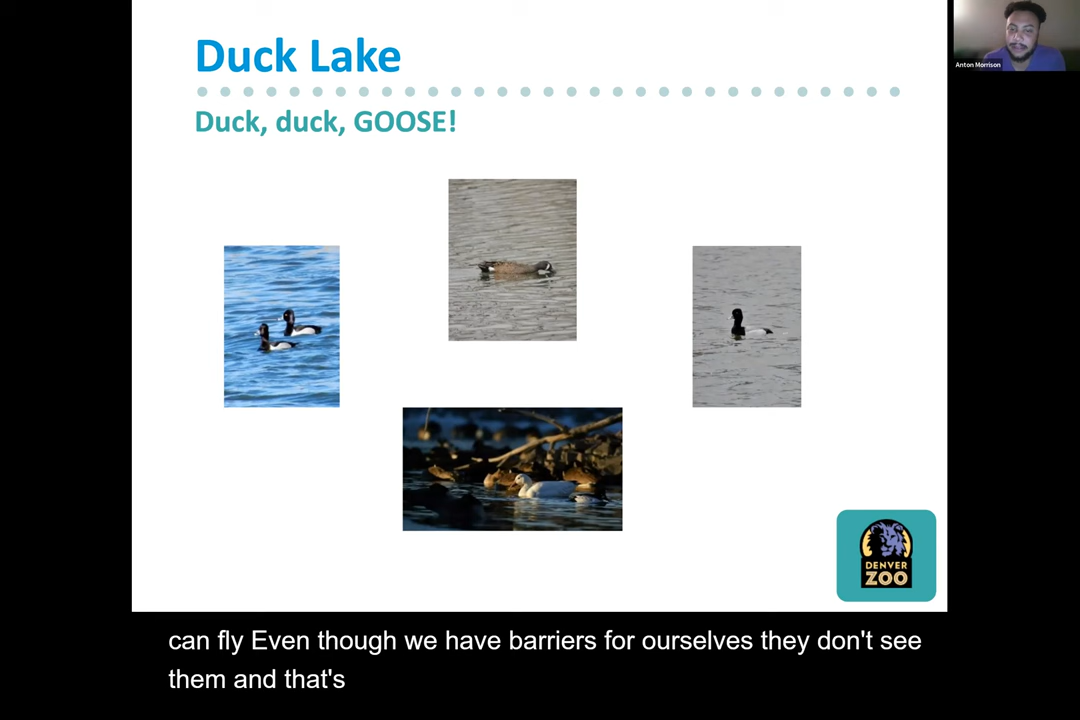 Duck Lake
Duck, duck, GOOSE!
Anton Morrison
DENVER
ZOO
can fly Even though we have barriers for ourselves they don't see
them and that's